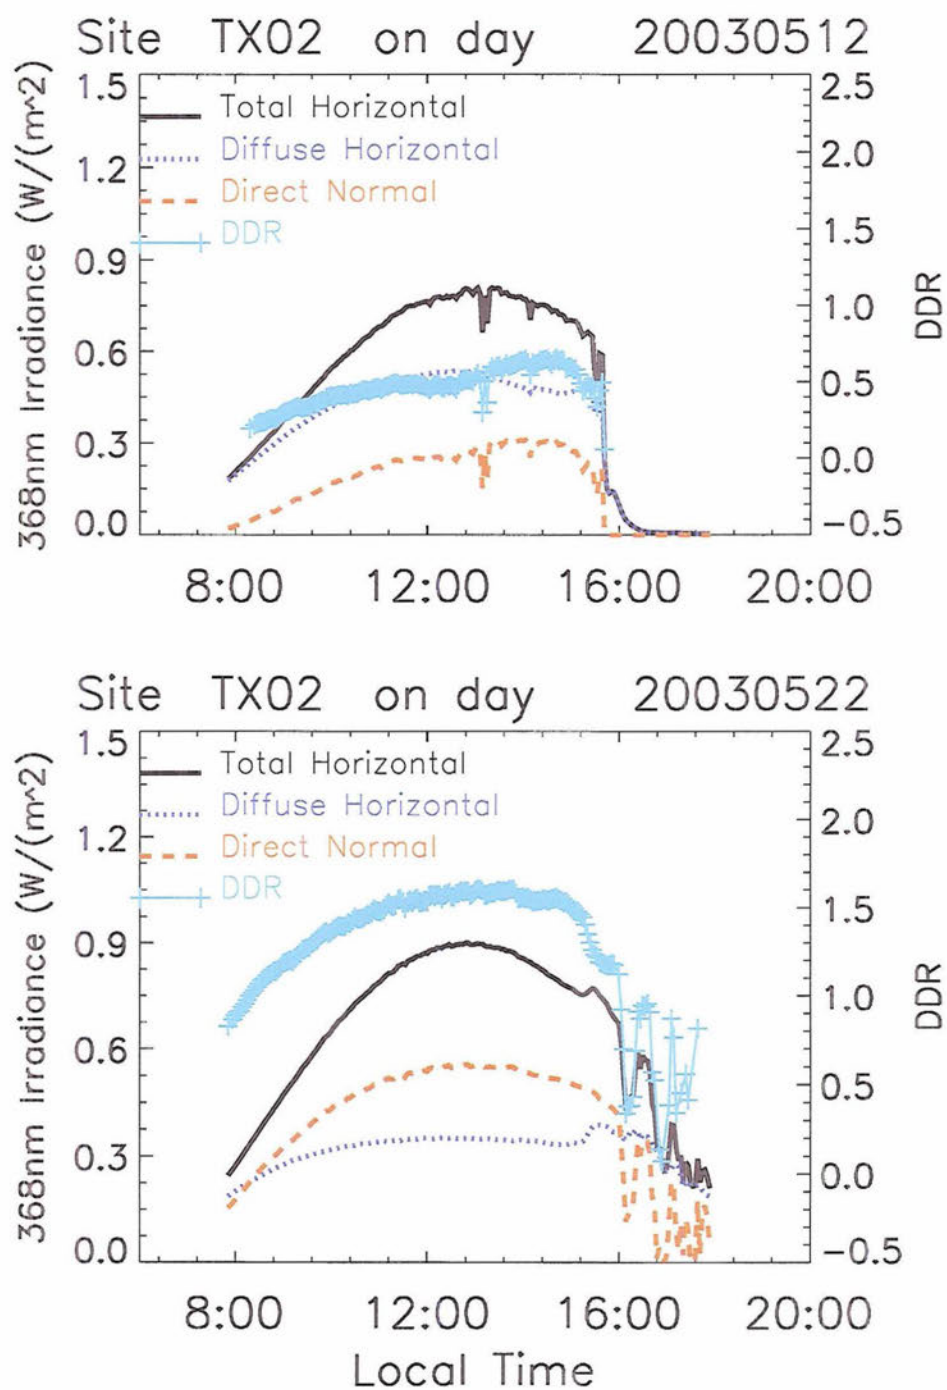 Site TX02 on day 20030512
368nm Irradiance (W/(m^2)
1.5
1.2
0.9
0.6
0.3
0.0
Total Horizontal
Diffuse Horizontal
Direct Normal
DDR
2.5
2.0
1.5
1.0
0.5
0.0
-0.5
DDR
8:00 12:00 16:00 20:00
Site TX02 on day 20030522
368nm Irradiance (W/(m^2)
1.5
1.2
0.9
0.6
0.3
0.0
Total Horizontal
Diffuse Horizontal
Direct Normal
DDR
2.5
2.0
1.5
1.0
0.5
0.0
-0.5
DDR
8:00 12:00 16:00 20:00
Local Time